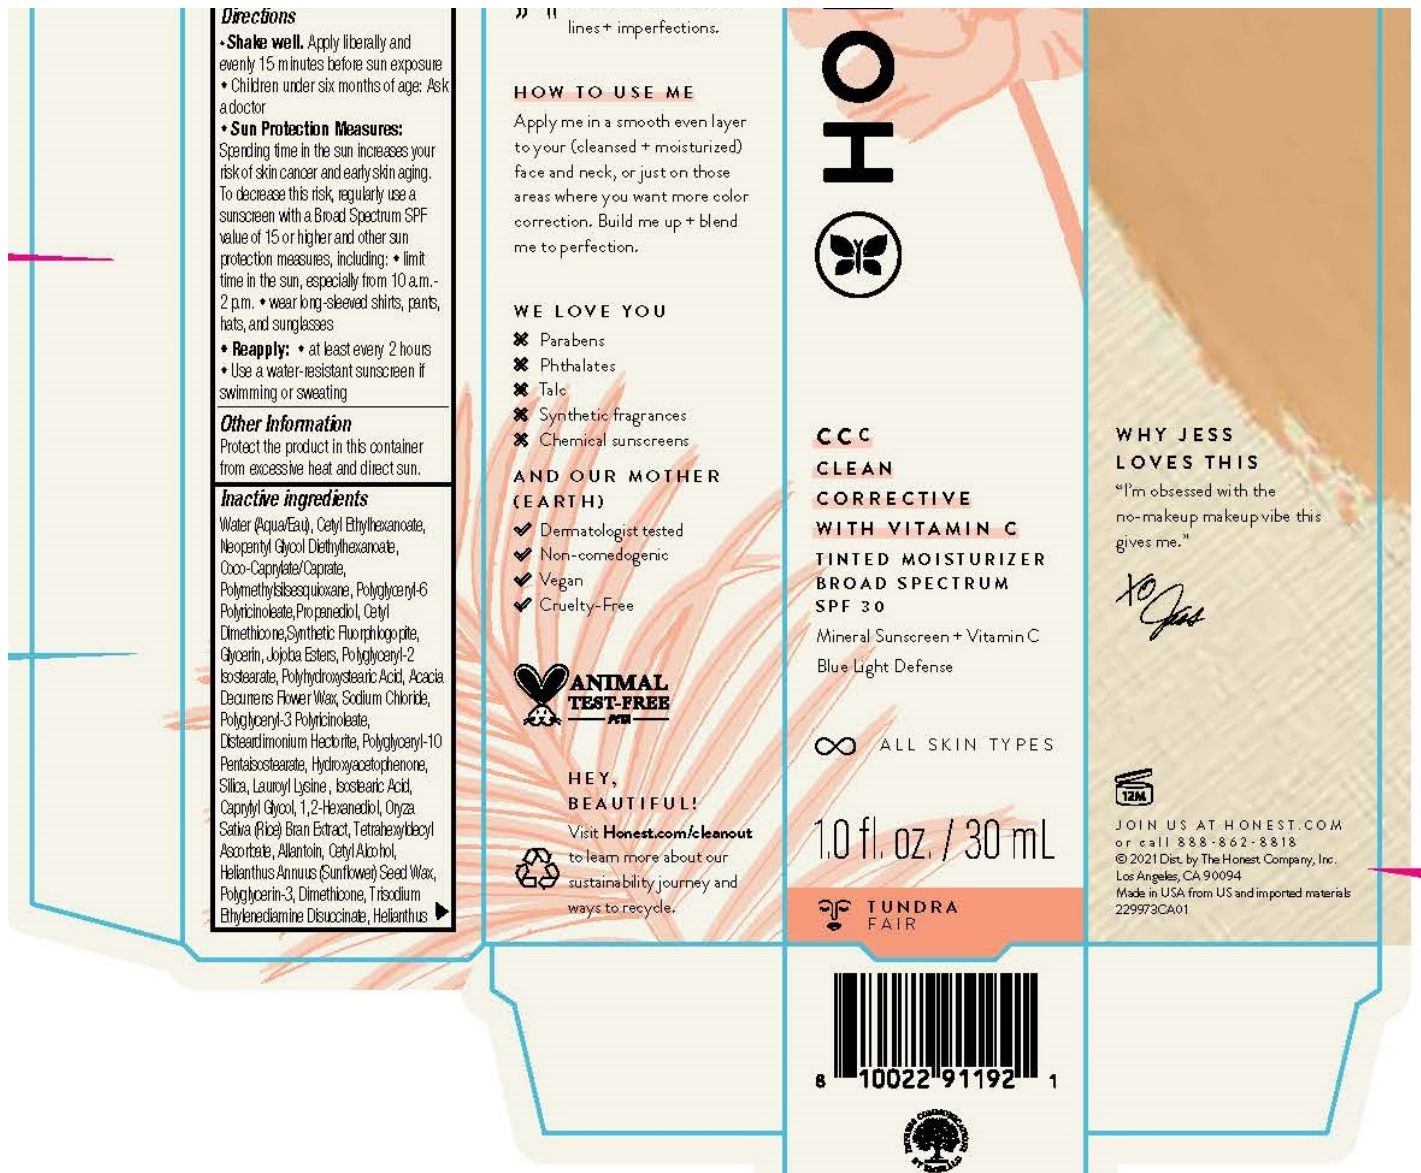 Directions
• Shake well. Apply liberally and
evenly 15 minutes before sun exposure
• Children under six months of age: Ask
a doctor
• Sun Protection Measures:
Spending time in the sun increases your
risk of skin cancer and early skin aging.
To decrease this risk, regularly use a
sunscreen with a Broad Spectrum SPF
value of 15 or higher and other sun
protection measures, including: • limit
time in the sun, especially from 10 a.m.-
2 p.m. • wear long-sleeved shirts, pants,
hats, and sunglasses
• Reapply: • at least every 2 hours
• Use a water-resistant sunscreen if
swimming or sweating
Other Information
Protect the product in this container
from excessive heat and direct sun.
Inactive ingredients
Water (Aqua/Eau), Cetyl Ethylhexanoate,
Neopentyl Glycol Diethylhexanoate,
Coco-Caprylate/Caprate,
Polymethylsilsesquioxane, Polyglyceryl-6
Polyricinoleate, Propanediol, Cetyl
Dimethicone, Synthetic Fluorphlogopite,
Glycerin, Jojoba Esters, Polyglyceryl-2
Isostearate, Polyhydroxystearic Acid, Acacia
Decurrens Flower Wax, Sodium Chloride,
Polyglyceryl-3 Polyricinoleate,
Disteardimonium Hectorite, Polyglyceryl-10
Pentaisostearate, Hydroxyacetophenone,
Silica, Lauroyl Lysine , Isostearic Acid,
Caprylyl Glycol, 1,2-Hexanediol, Oryza
Sativa (Rice) Bran Extract, Tetrahexyldecyl
Ascorbate, Allantoin, Cetyl Alcohol,
Helianthus Annuus (Sunflower) Seed Wax,
Polyglycerin-3, Dimethicone, Trisodium
Ethylenediamine Disuccinate, Helianthus
lines + imperfections.
HOW TO USE ME
Apply me in a smooth even layer
to your (cleansed + moisturized)
face and neck, or just on those
areas where you want more color
correction. Build me up + blend
me to perfection.
WE LOVE YOU
Parabens
Phthalates
Talc
Synthetic fragrances
Chemical sunscreens
AND OUR MOTHER
(EARTH)
Dermatologist tested
Non-comedogenic
Vegan
Cruelty-Free
ANIMAL
TEST-FREE
PETA
HEY,
BEAUTIFUL!
Visit Honest.com/cleanout
to learn more about our
sustainability journey and
ways to recycle.
HO
CCC
CLEAN
CORRECTIVE
WITH VITAMIN C
TINTED MOISTURIZER
BROAD SPECTRUM
SPF 30
Mineral Sunscreen + Vitamin C
Blue Light Defense
ALL SKIN TYPES
1.0 fl. oz. / 30 mL
TUNDRA
FAIR
8 10022 91192 1
WHY JESS
LOVES THIS
"I'm obsessed with the
no-makeup makeup vibe this
gives me."
XO Jess
12M
JOIN US AT HONEST.COM
or call 888-862-8818
© 2021 Dist. by The Honest Company, Inc.
Los Angeles, CA 90094
Made in USA from US and imported materials
229973CA01